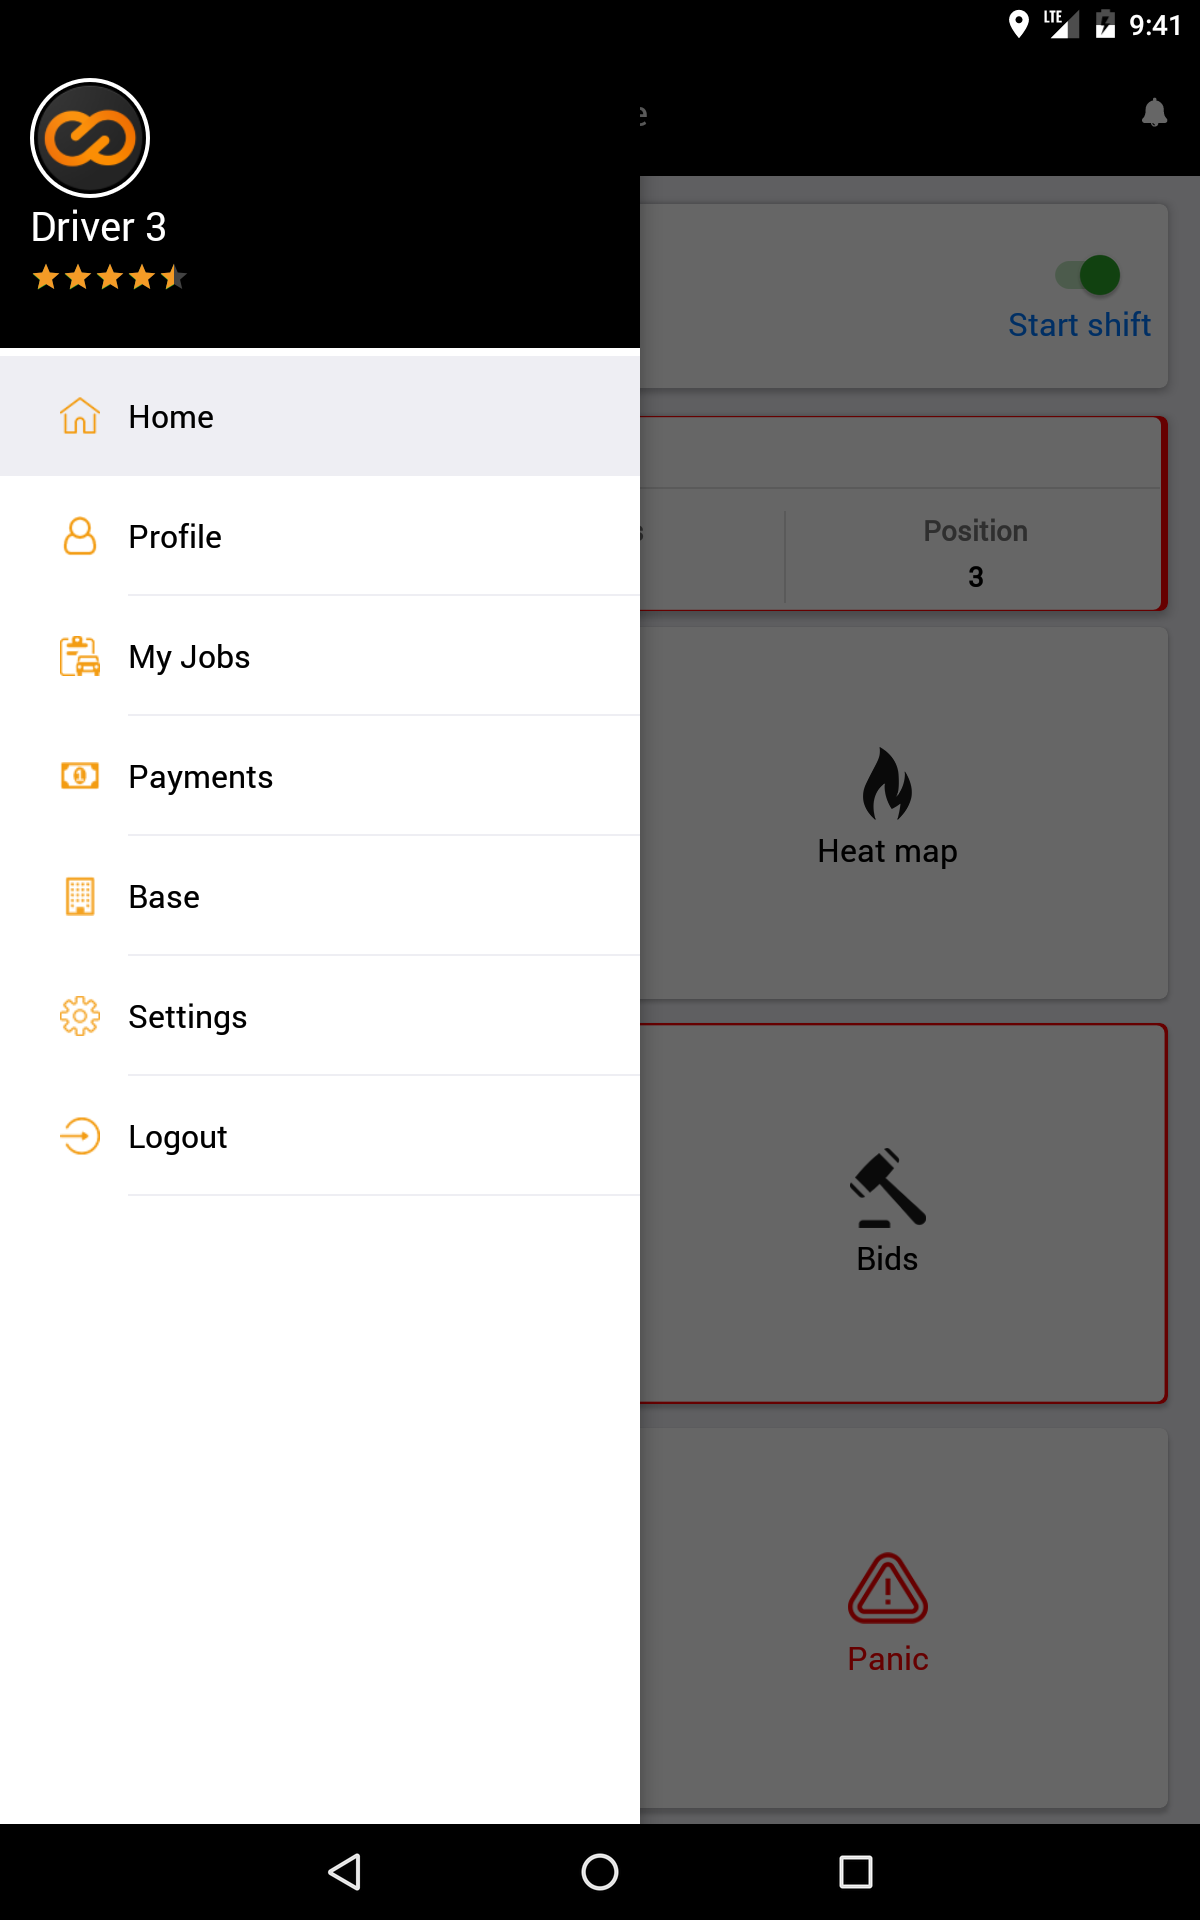 LTE 9:41
Driver 3
Start shift
Home
Profile
Position
3
My Jobs
Payments
Heat map
Base
Settings
Logout
Bids
Panic